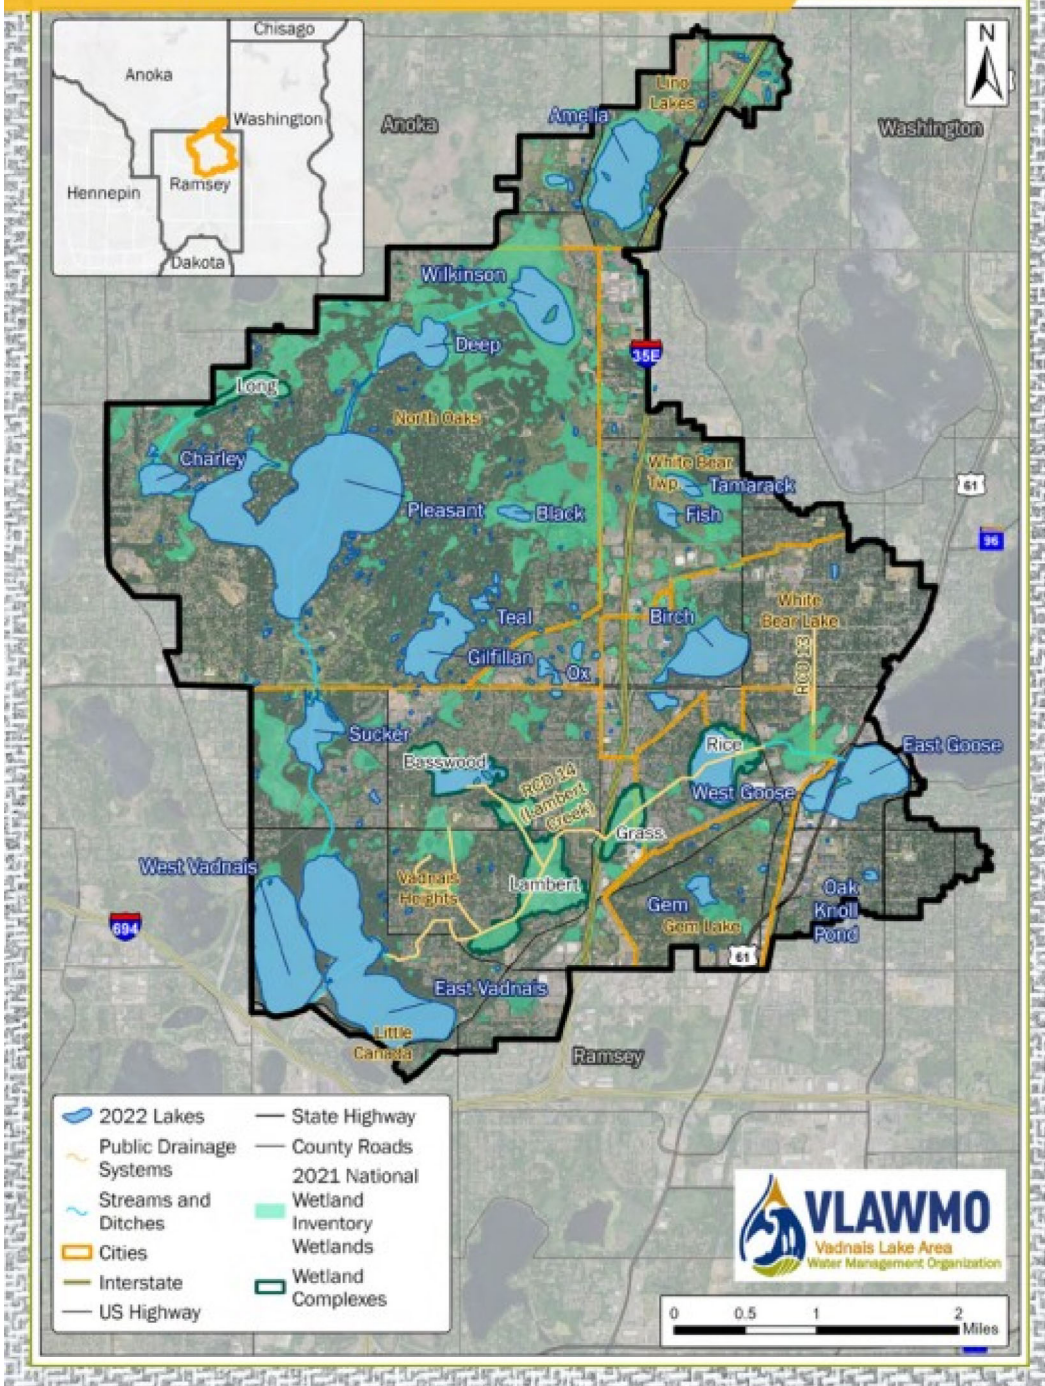 Chisago
Anoka
Washington
Hennepin
Ramsey
Dakota
N
Anoka
Washington
Lino
Lakes
Amelia
Wilkinson
Deep
35E
Long
North Oaks
Charley
White Bear
Twp.
Tamarack
61
Pleasant
Black
Fish
96
Teal
Birch
White
Bear Lake
Gilfillan
Ox
RCD 13
Sucker
Rice
East Goose
Basswood
RCD 14
(Lambert
Creek)
West Goose
Grass
West Vadnais
Vadnais
Heights
Lambert
Gem
Gem Lake
Oak
Knoll
Pond
694
61
East Vadnais
Little
Canada
Ramsey
2022 Lakes
Public Drainage
Systems
Streams and
Ditches
Cities
Interstate
US Highway
State Highway
County Roads
2021 National
Wetland
Inventory
Wetlands
Wetland
Complexes
VLAWMO
Vadnais Lake Area
Water Management Organization
0 0.5 1 2
Miles